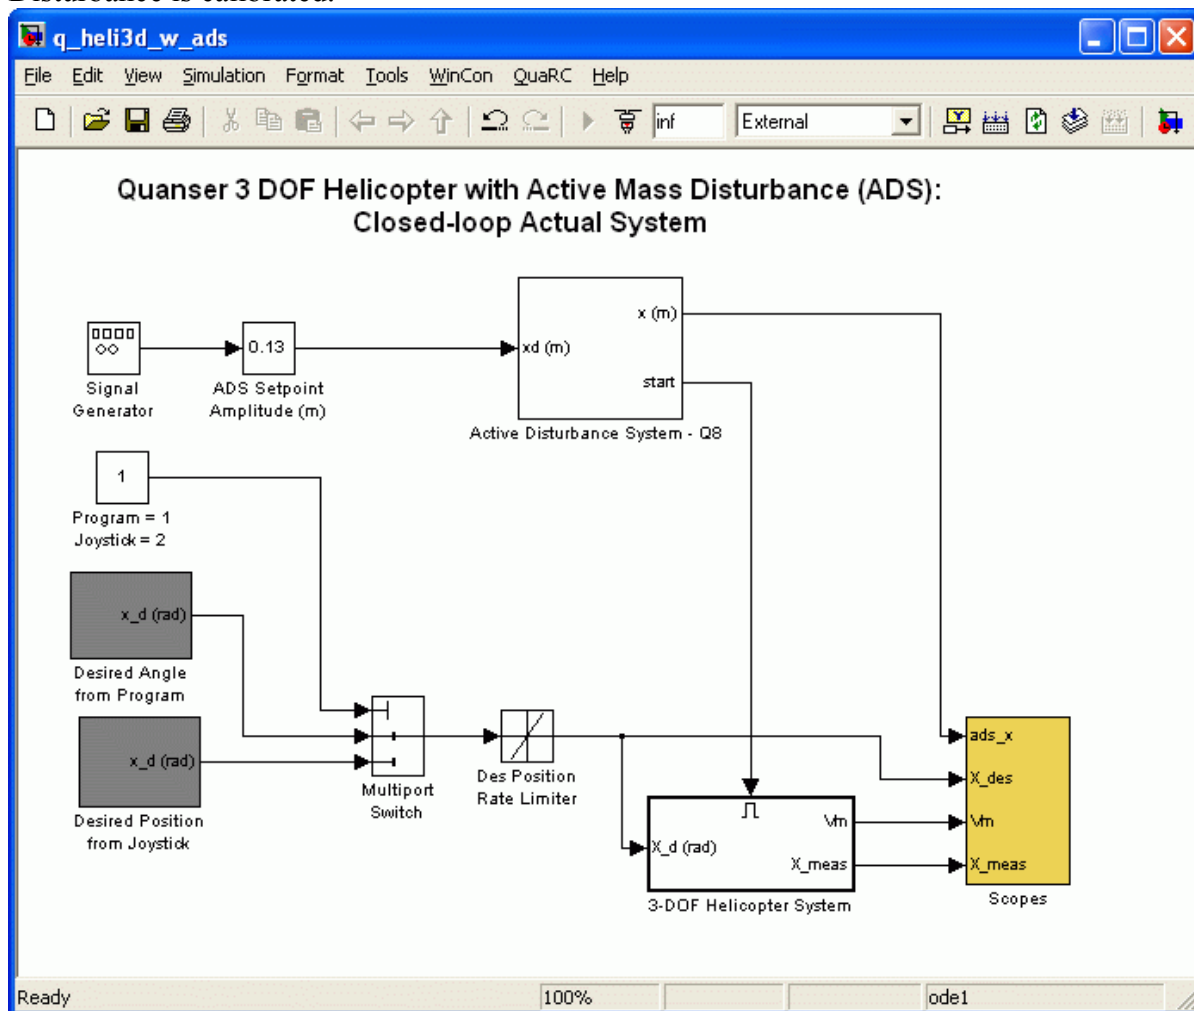 Disturbance is calibrated.
q_heli3d_w_ads
File Edit View Simulation Format Tools WinCon QuaRC Help
inf External
Quanser 3 DOF Helicopter with Active Mass Disturbance (ADS):
Closed-loop Actual System
x (m)
0.13
xd (m)
Signal
Generator
ADS Setpoint
Amplitude (m)
start
Active Disturbance System - Q8
1
Program = 1
Joystick = 2
x_d (rad)
Desired Angle
from Program
x_d (rad)
Desired Position
from Joystick
Multiport
Switch
Des Position
Rate Limiter
X_d (rad)
Vm
X_meas
3-DOF Helicopter System
ads_x
X_des
Vm
X_meas
Scopes
Ready 100% ode1